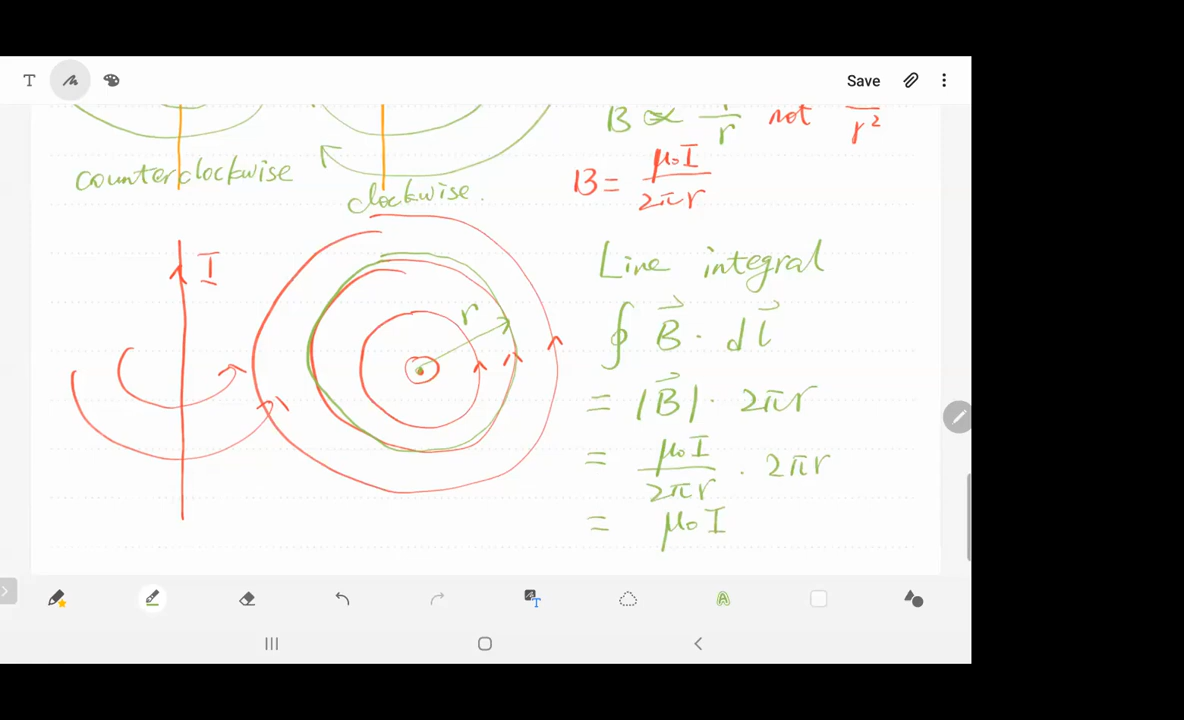 T
Save
B ∝ 1/r not 1/r²
counterclockwise
clockwise.
B = μ₀I / 2πr
I
r
Line integral
∮ B⃗ · dl⃗
= |B⃗| · 2πr
= μ₀I / 2πr · 2πr
= μ₀I
T
A